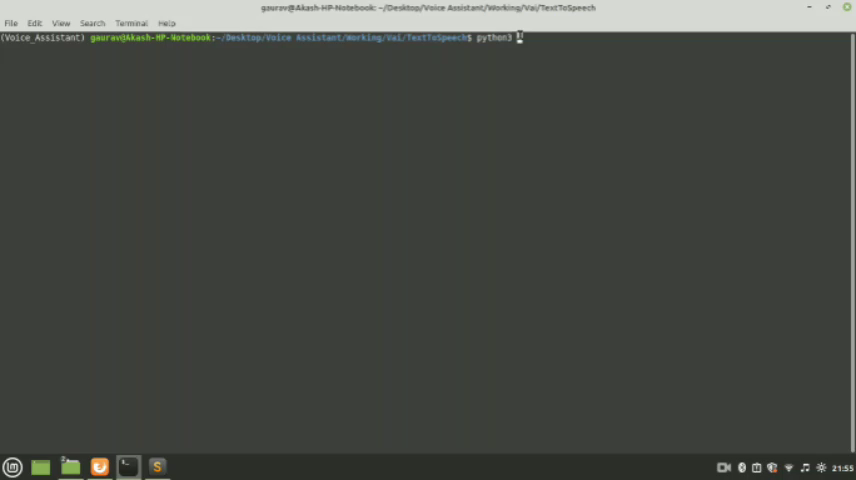 gaurav@Akash-HP-Notebook: ~/Desktop/Voice Assistant/Working/Vai/TextToSpeech
File Edit View Search Terminal Help
(Voice_Assistant) gaurav@Akash-HP-Notebook:~/Desktop/Voice Assistant/Working/Vai/TextToSpeech$ python3
21:55